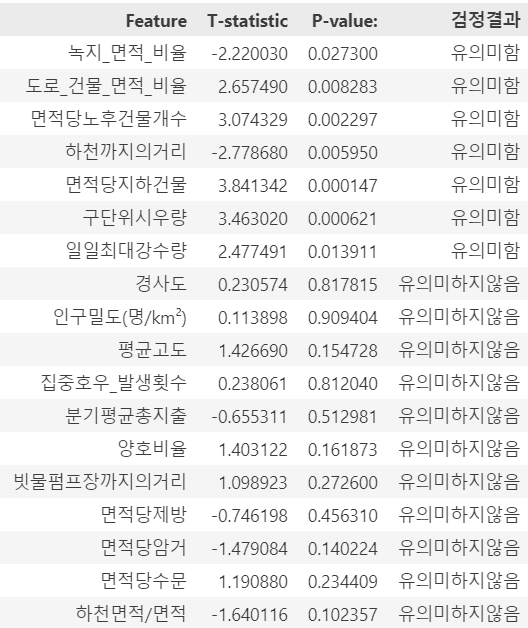 Feature T-statistic P-value: 검정결과
녹지_면적_비율 -2.220030 0.027300 유의미함
도로_건물_면적_비율 2.657490 0.008283 유의미함
면적당노후건물개수 3.074329 0.002297 유의미함
하천까지의거리 -2.778680 0.005950 유의미함
면적당지하건물 3.841342 0.000147 유의미함
구단위시우량 3.463020 0.000621 유의미함
일일최대강수량 2.477491 0.013911 유의미함
경사도 0.230574 0.817815 유의미하지않음
인구밀도(명/km²) 0.113898 0.909404 유의미하지않음
평균고도 1.426690 0.154728 유의미하지않음
집중호우_발생횟수 0.238061 0.812040 유의미하지않음
분기평균총지출 -0.655311 0.512981 유의미하지않음
양호비율 1.403122 0.161873 유의미하지않음
빗물펌프장까지의거리 1.098923 0.272600 유의미하지않음
면적당제방 -0.746198 0.456310 유의미하지않음
면적당암거 -1.479084 0.140224 유의미하지않음
면적당수문 1.190880 0.234409 유의미하지않음
하천면적/면적 -1.640116 0.102357 유의미하지않음